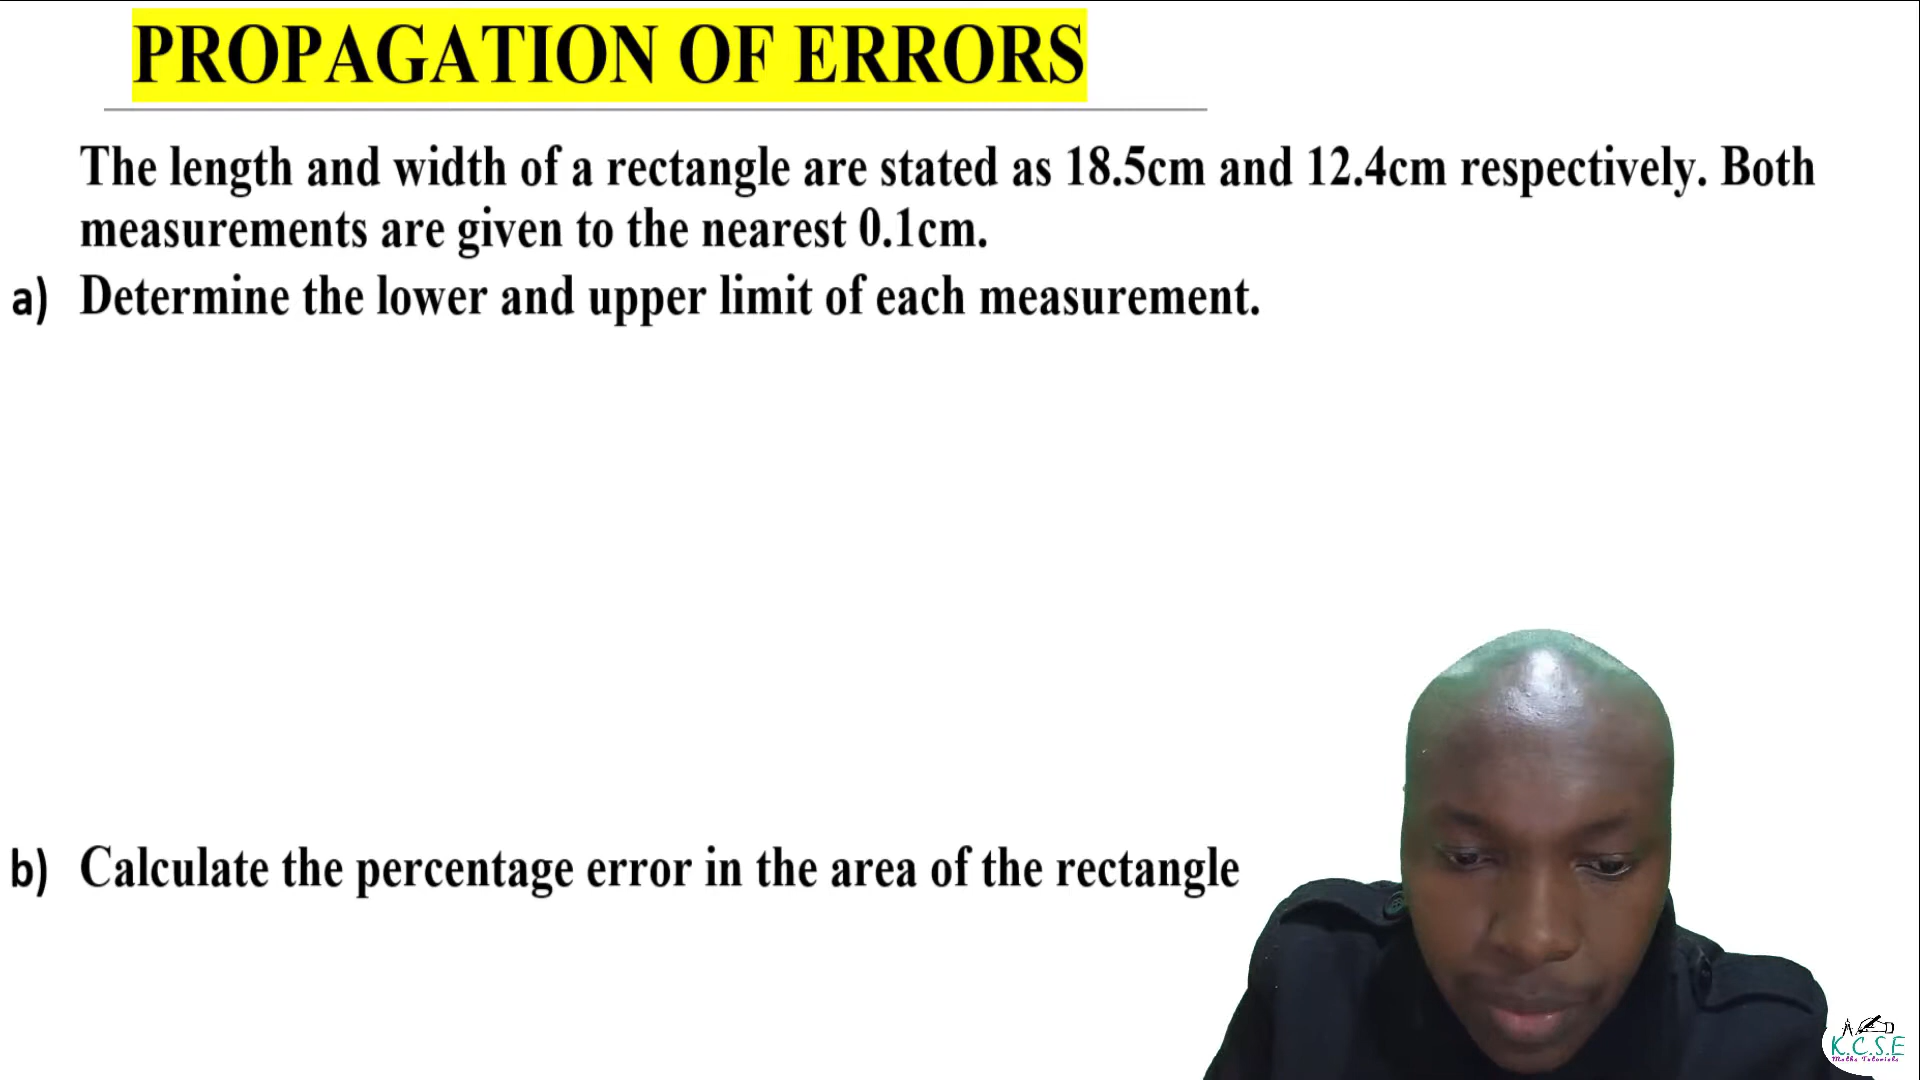 PROPAGATION OF ERRORS
The length and width of a rectangle are stated as 18.5cm and 12.4cm respectively. Both
measurements are given to the nearest 0.1cm.
a) Determine the lower and upper limit of each measurement.
b) Calculate the percentage error in the area of the rectangle
K.C.S.E
Maths Tutorials